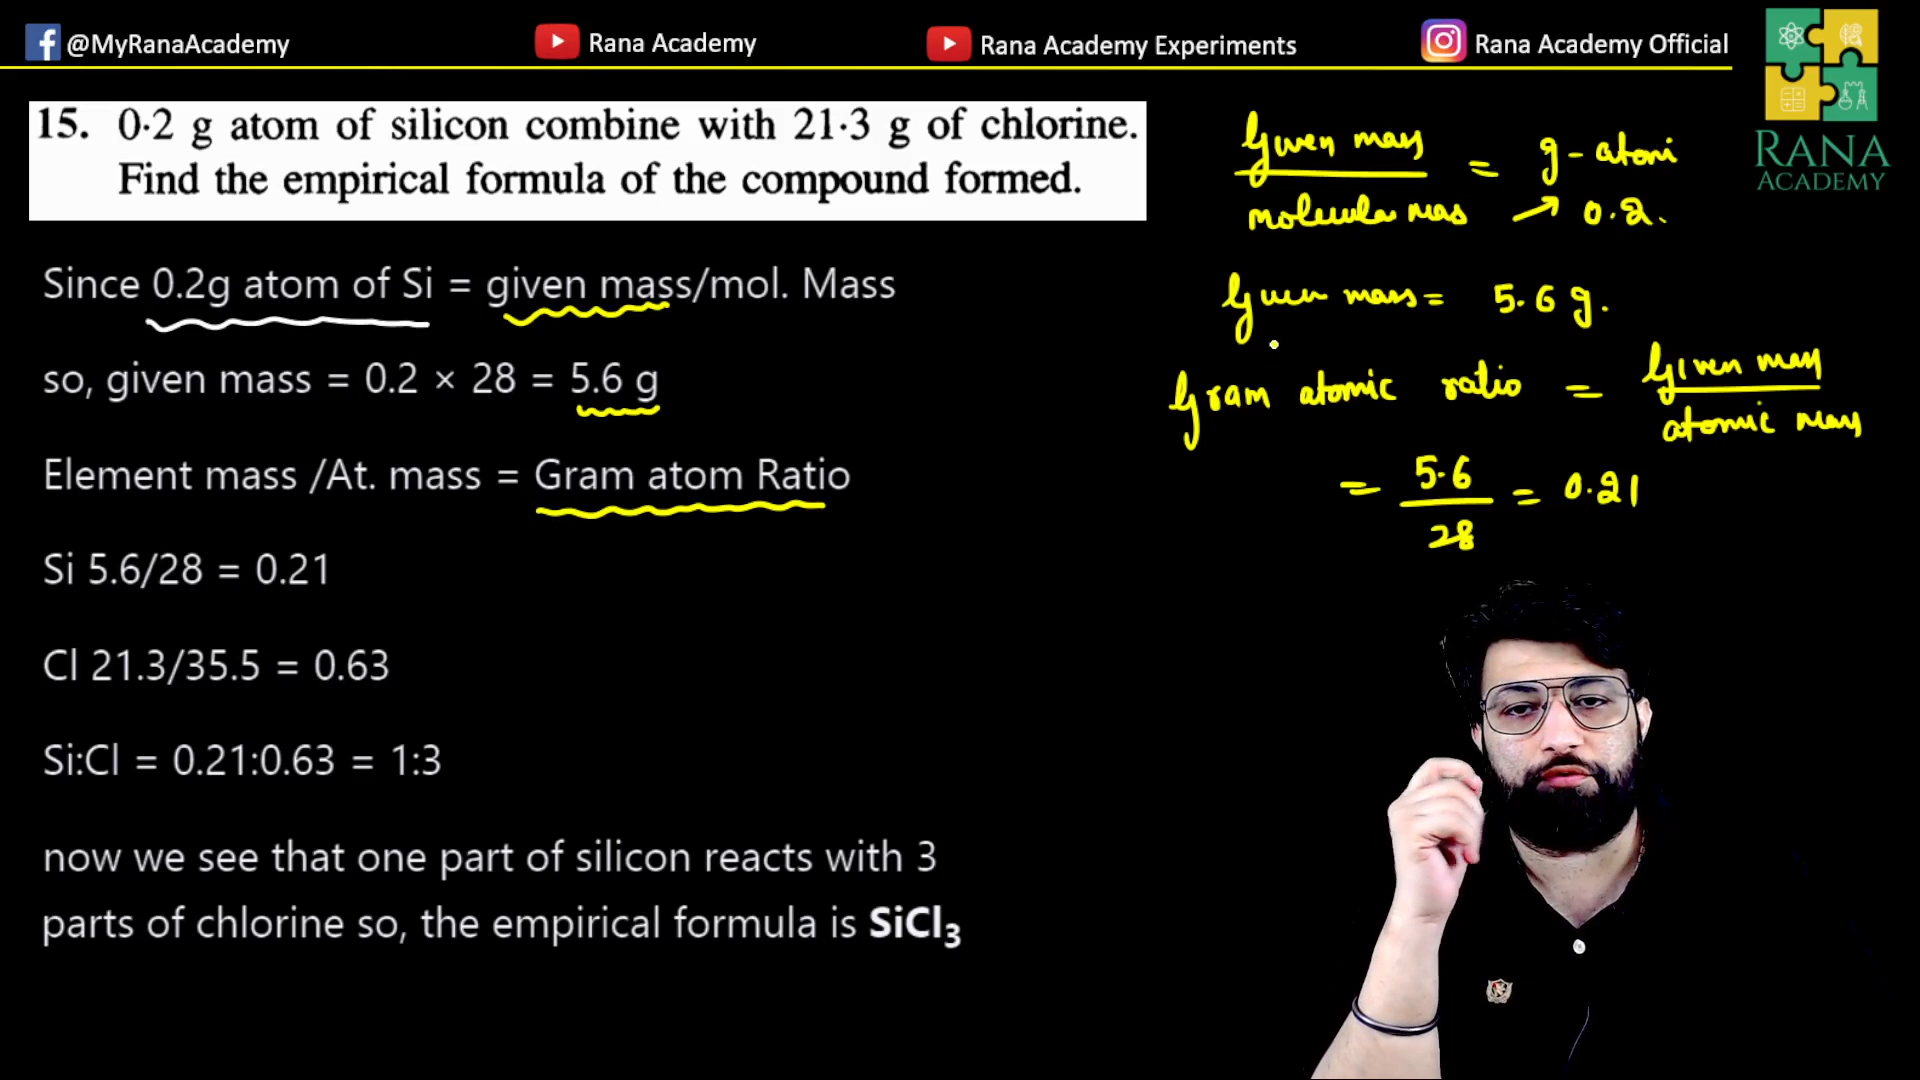 @MyRanaAcademy
Rana Academy
Rana Academy Experiments
Rana Academy Official
RANA
ACADEMY
15. 0·2 g atom of silicon combine with 21·3 g of chlorine.
Find the empirical formula of the compound formed.
Since 0.2g atom of Si = given mass/mol. Mass
so, given mass = 0.2 × 28 = 5.6 g
Element mass /At. mass = Gram atom Ratio
Si 5.6/28 = 0.21
Cl 21.3/35.5 = 0.63
Si:Cl = 0.21:0.63 = 1:3
now we see that one part of silicon reacts with 3
parts of chlorine so, the empirical formula is SiCl₃
Given mass = g-atom
molecular mass → 0.2.
Given mass = 5.6 g.
Gram atomic ratio = Given mass
atomic mass
= 5.6 = 0.21
28